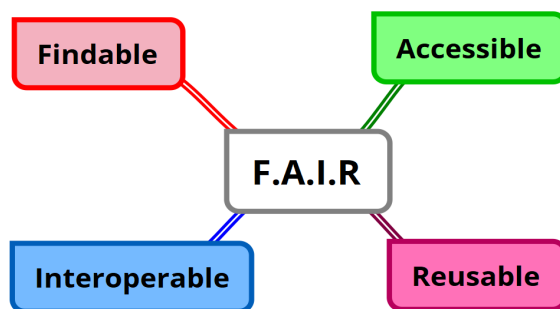 Findable
Accessible
F.A.I.R
Interoperable
Reusable